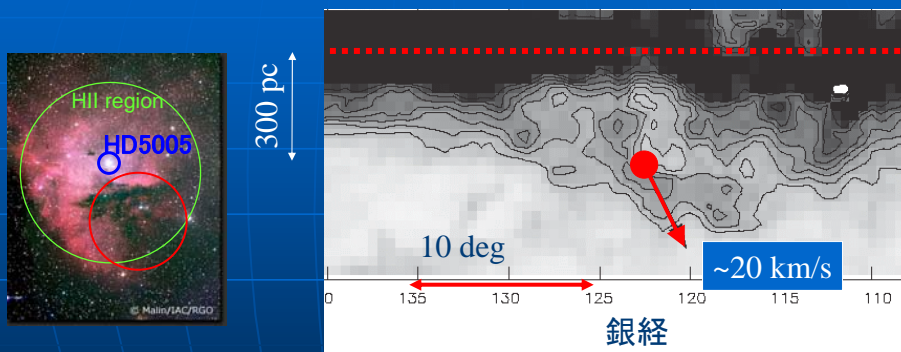 HII region
HD5005
© Malin/IAC/RGO
300 pc
10 deg
~20 km/s
0 135 130 125 120 115 110
銀経